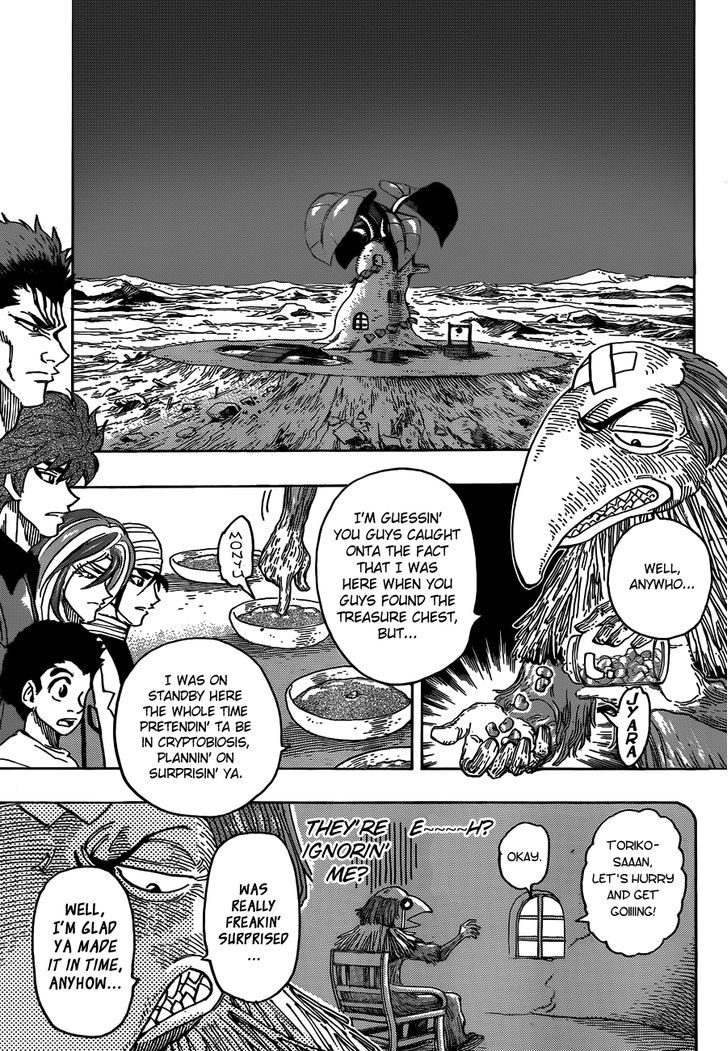 WELL,
ANYWHO...
JYARA
I'M GUESSIN'
YOU GUYS CAUGHT
ONTA THE FACT
THAT I WAS
HERE WHEN YOU
GUYS FOUND THE
TREASURE CHEST,
BUT...
I WAS ON
STANDBY HERE
THE WHOLE TIME
PRETENDIN' TA
BE IN CRYPTOBIOSIS,
PLANNIN' ON
SURPRISIN' YA.
TORIKO-
SAAAN,
LET'S HURRY
AND GET
GOIIIING!
OKAY.
E~~~~H?
THEY'RE
IGNORIN'
ME?
WAS
REALLY
FREAKIN'
SURPRISED
...
WELL,
I'M GLAD
YA MADE
IT IN TIME,
ANYHOW...